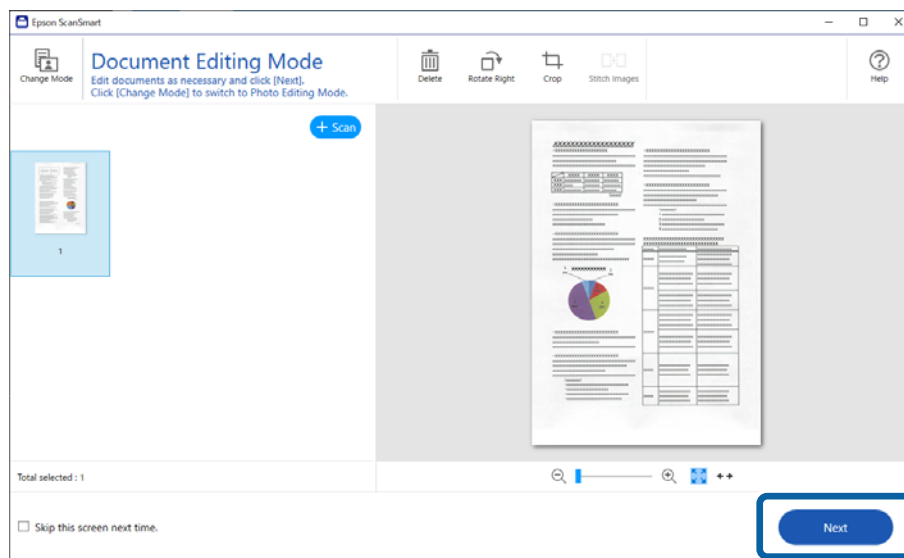 Epson ScanSmart
Change Mode
Document Editing Mode
Edit documents as necessary and click [Next].
Click [Change Mode] to switch to Photo Editing Mode.
Delete
Rotate Right
Crop
Stitch Images
Help
+ Scan
1
Total selected : 1
Skip this screen next time.
Next